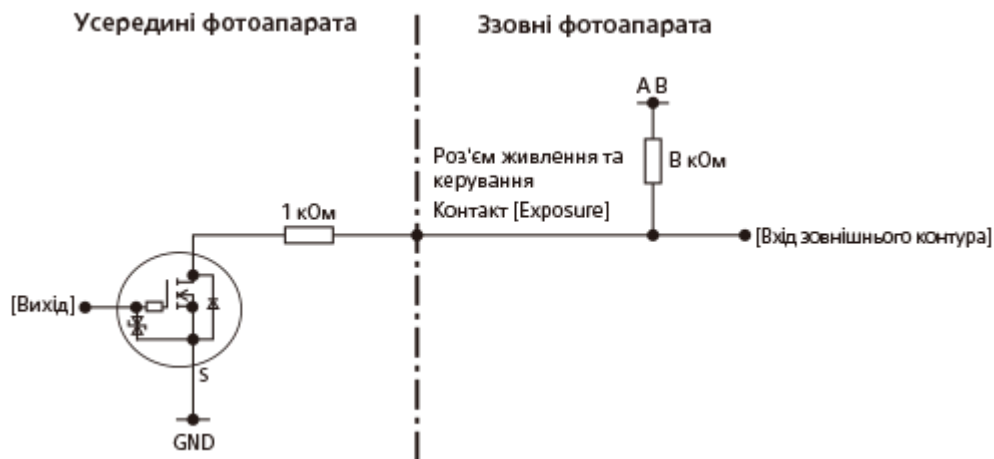 Усередині фотоапарата
Ззовні фотоапарата
А В
В кОм
Роз'єм живлення та
керування
Контакт [Exposure]
1 кОм
[Вхід зовнішнього контура]
[Вихід]
S
GND